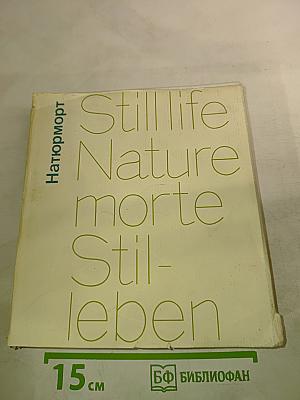 Натюрморт
Still life
Nature
morte
Stil-
leben
15 см
БФ БИБЛИОФАН